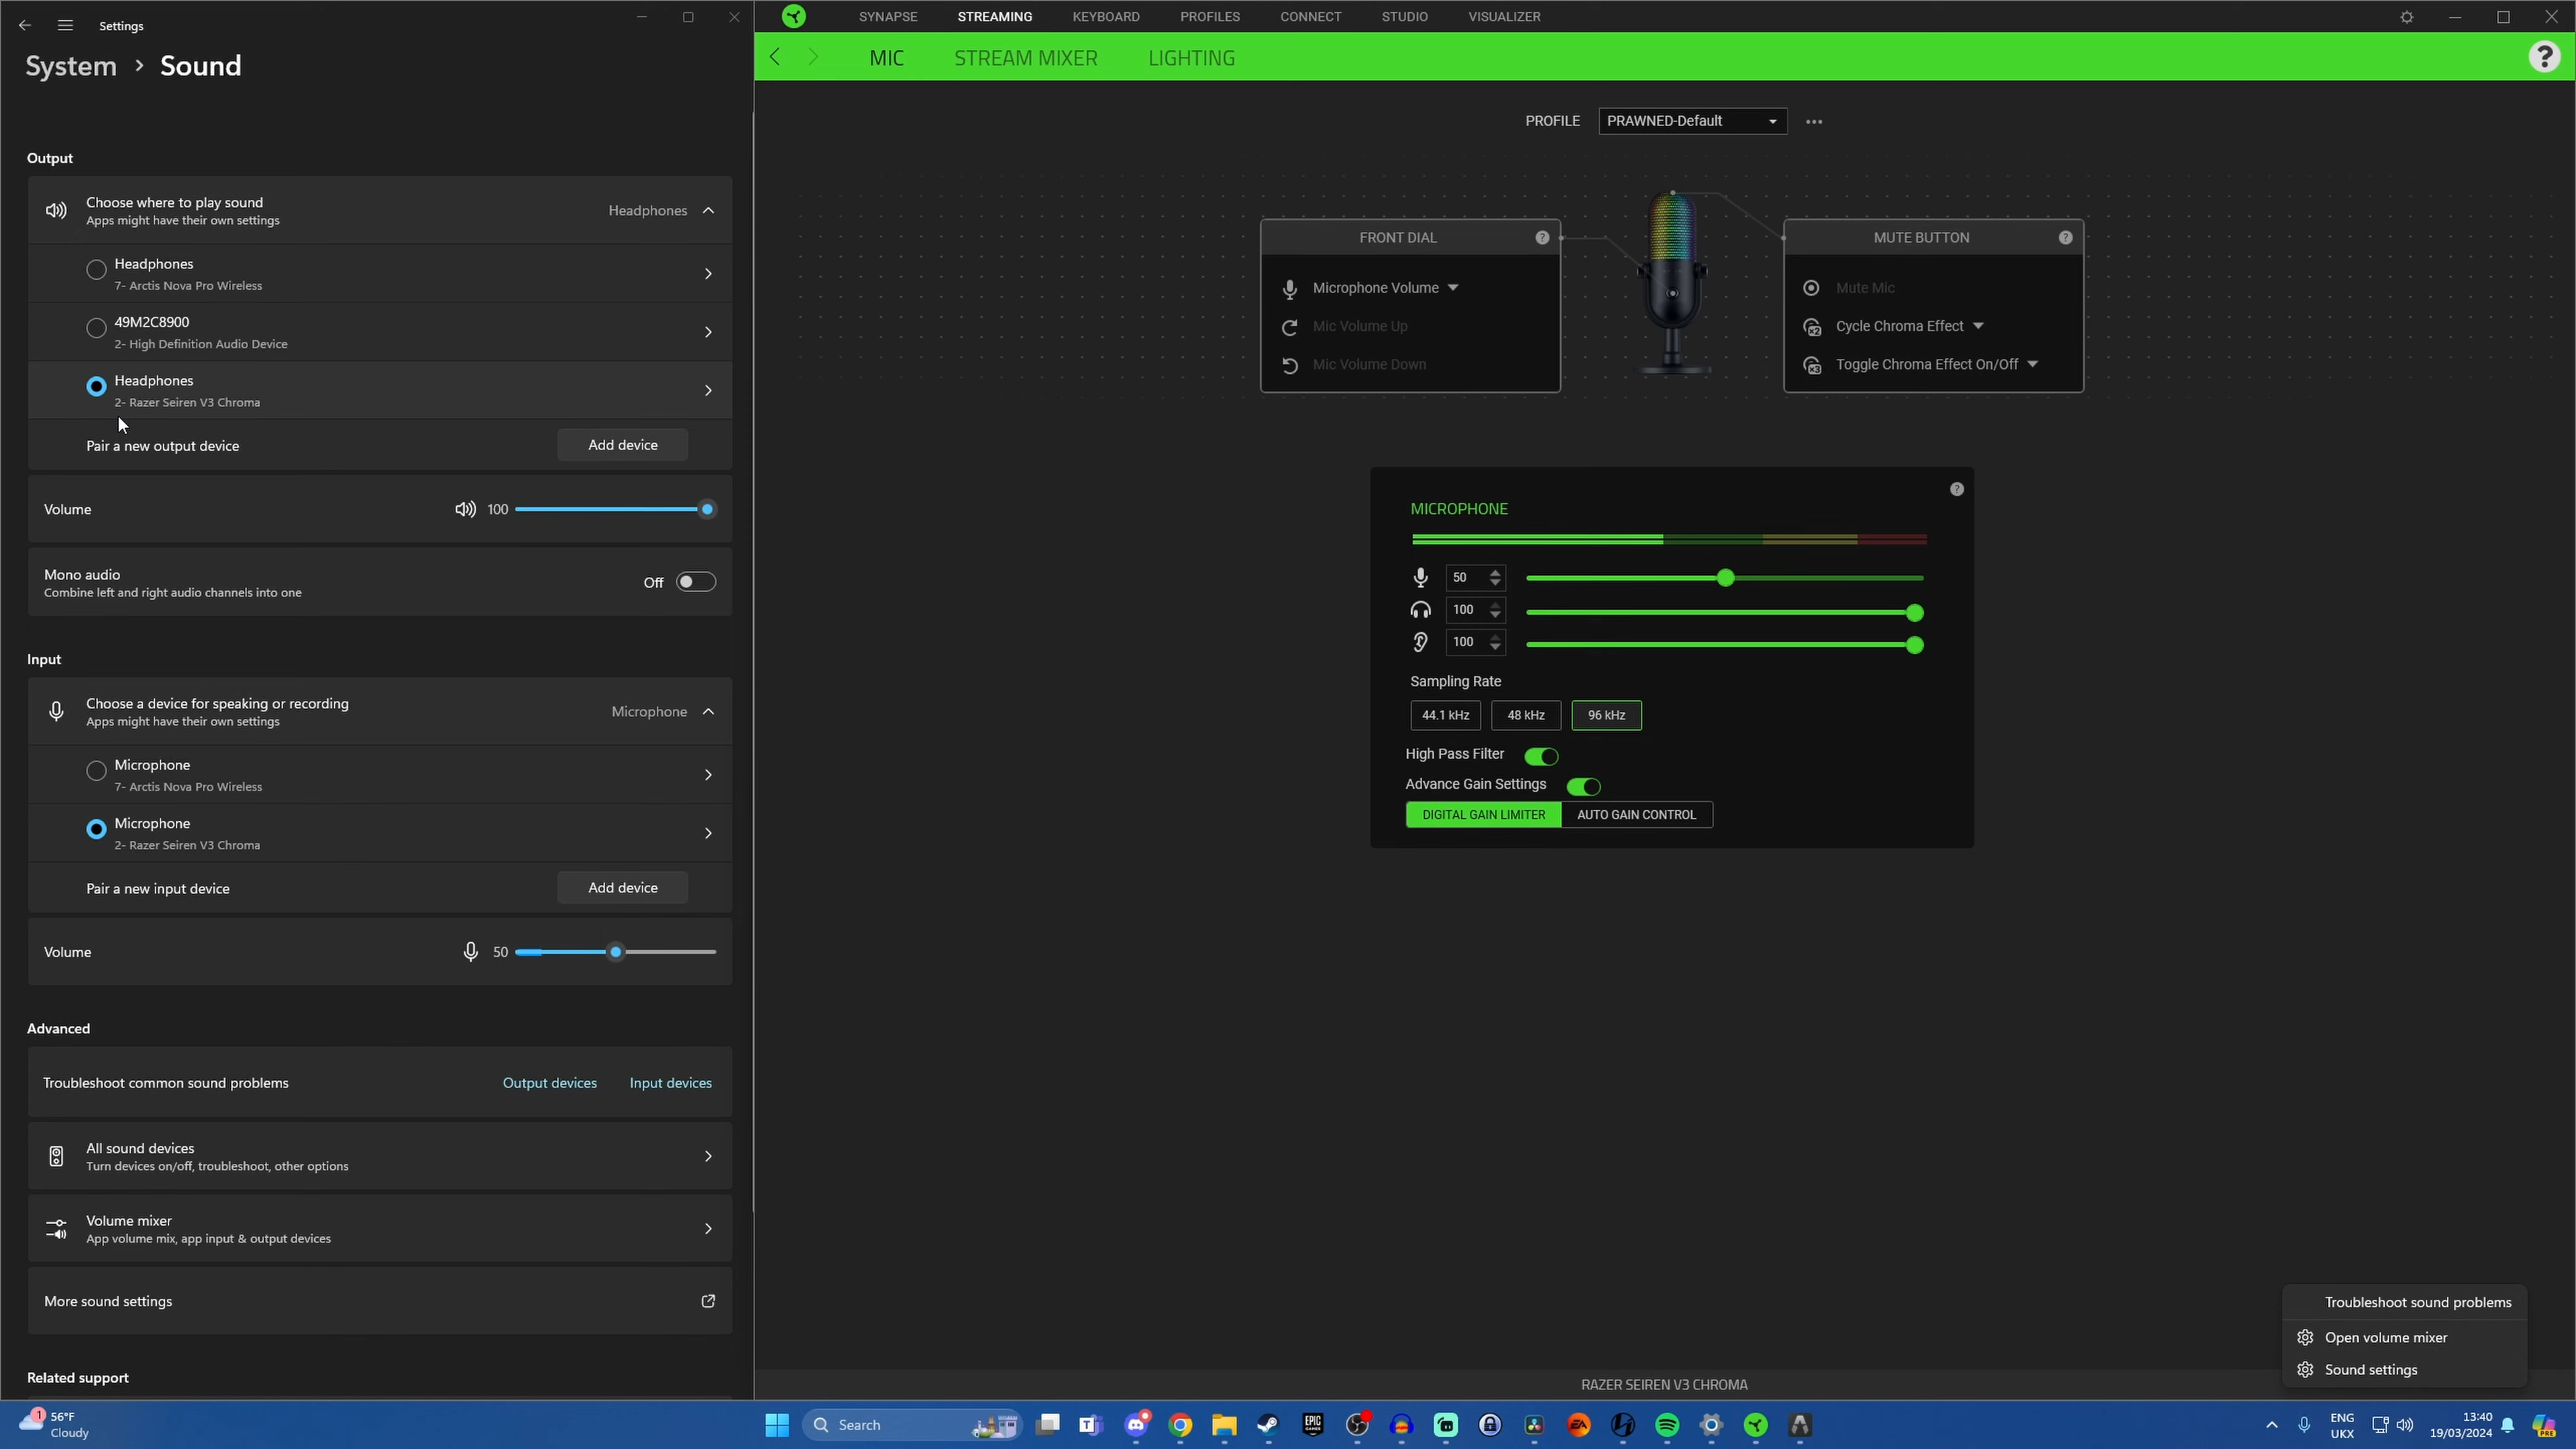 Settings
System > Sound
Output
Choose where to play sound
Apps might have their own settings
Headphones
Headphones
7- Arctis Nova Pro Wireless
49M2C8900
2- High Definition Audio Device
Headphones
2- Razer Seiren V3 Chroma
Pair a new output device
Add device
Volume
100
Mono audio
Combine left and right audio channels into one
Off
Input
Choose a device for speaking or recording
Apps might have their own settings
Microphone
Microphone
7- Arctis Nova Pro Wireless
Microphone
2- Razer Seiren V3 Chroma
Pair a new input device
Add device
Volume
50
Advanced
Troubleshoot common sound problems
Output devices
Input devices
All sound devices
Turn devices on/off, troubleshoot, other options
Volume mixer
App volume mix, app input & output devices
More sound settings
Related support
SYNAPSE STREAMING KEYBOARD PROFILES CONNECT STUDIO VISUALIZER
MIC STREAM MIXER LIGHTING
?
PROFILE PRAWNED-Default
FRONT DIAL ?
Microphone Volume
Mic Volume Up
Mic Volume Down
MUTE BUTTON ?
Mute Mic
x2 Cycle Chroma Effect
x3 Toggle Chroma Effect On/Off
?
MICROPHONE
50
100
100
Sampling Rate
44.1 kHz 48 kHz 96 kHz
High Pass Filter
Advance Gain Settings
DIGITAL GAIN LIMITER AUTO GAIN CONTROL
RAZER SEIREN V3 CHROMA
Troubleshoot sound problems
Open volume mixer
Sound settings
1
56°F
Cloudy
Search
EPIC GAMES
EA
ENG
UKX
13:40
19/03/2024
PRE